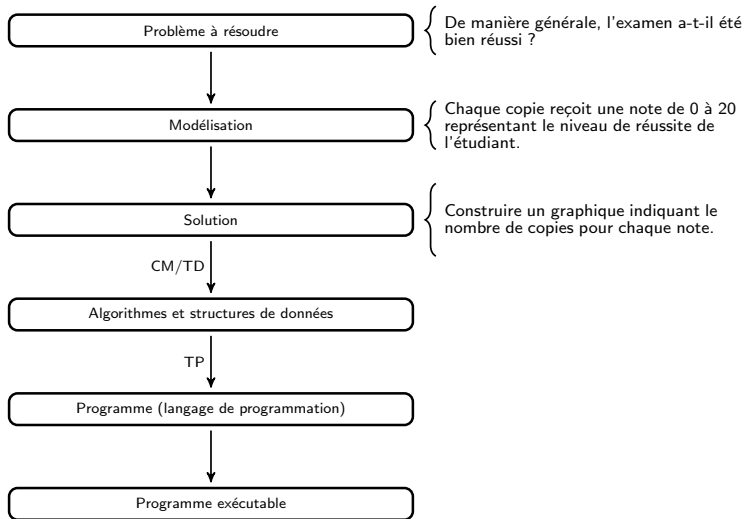 Problème à résoudre
De manière générale, l'examen a-t-il été
bien réussi ?
Modélisation
Chaque copie reçoit une note de 0 à 20
représentant le niveau de réussite de
l'étudiant.
Solution
Construire un graphique indiquant le
nombre de copies pour chaque note.
CM/TD
Algorithmes et structures de données
TP
Programme (langage de programmation)
Programme exécutable